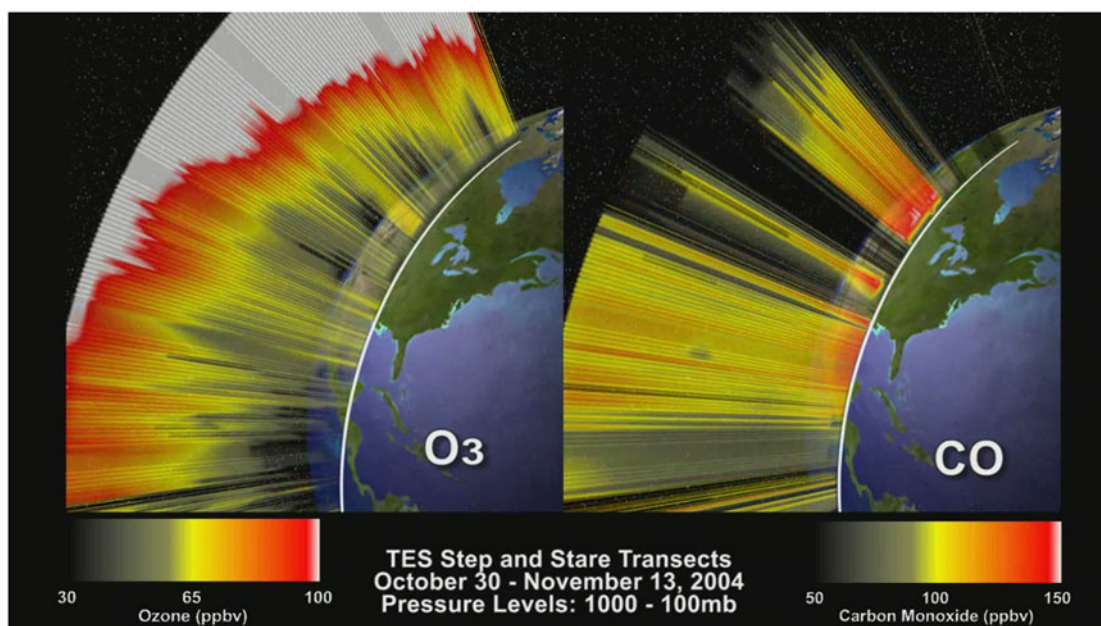 O3
CO
30 65 100
Ozone (ppbv)
TES Step and Stare Transects
October 30 - November 13, 2004
Pressure Levels: 1000 - 100mb
50 100 150
Carbon Monoxide (ppbv)